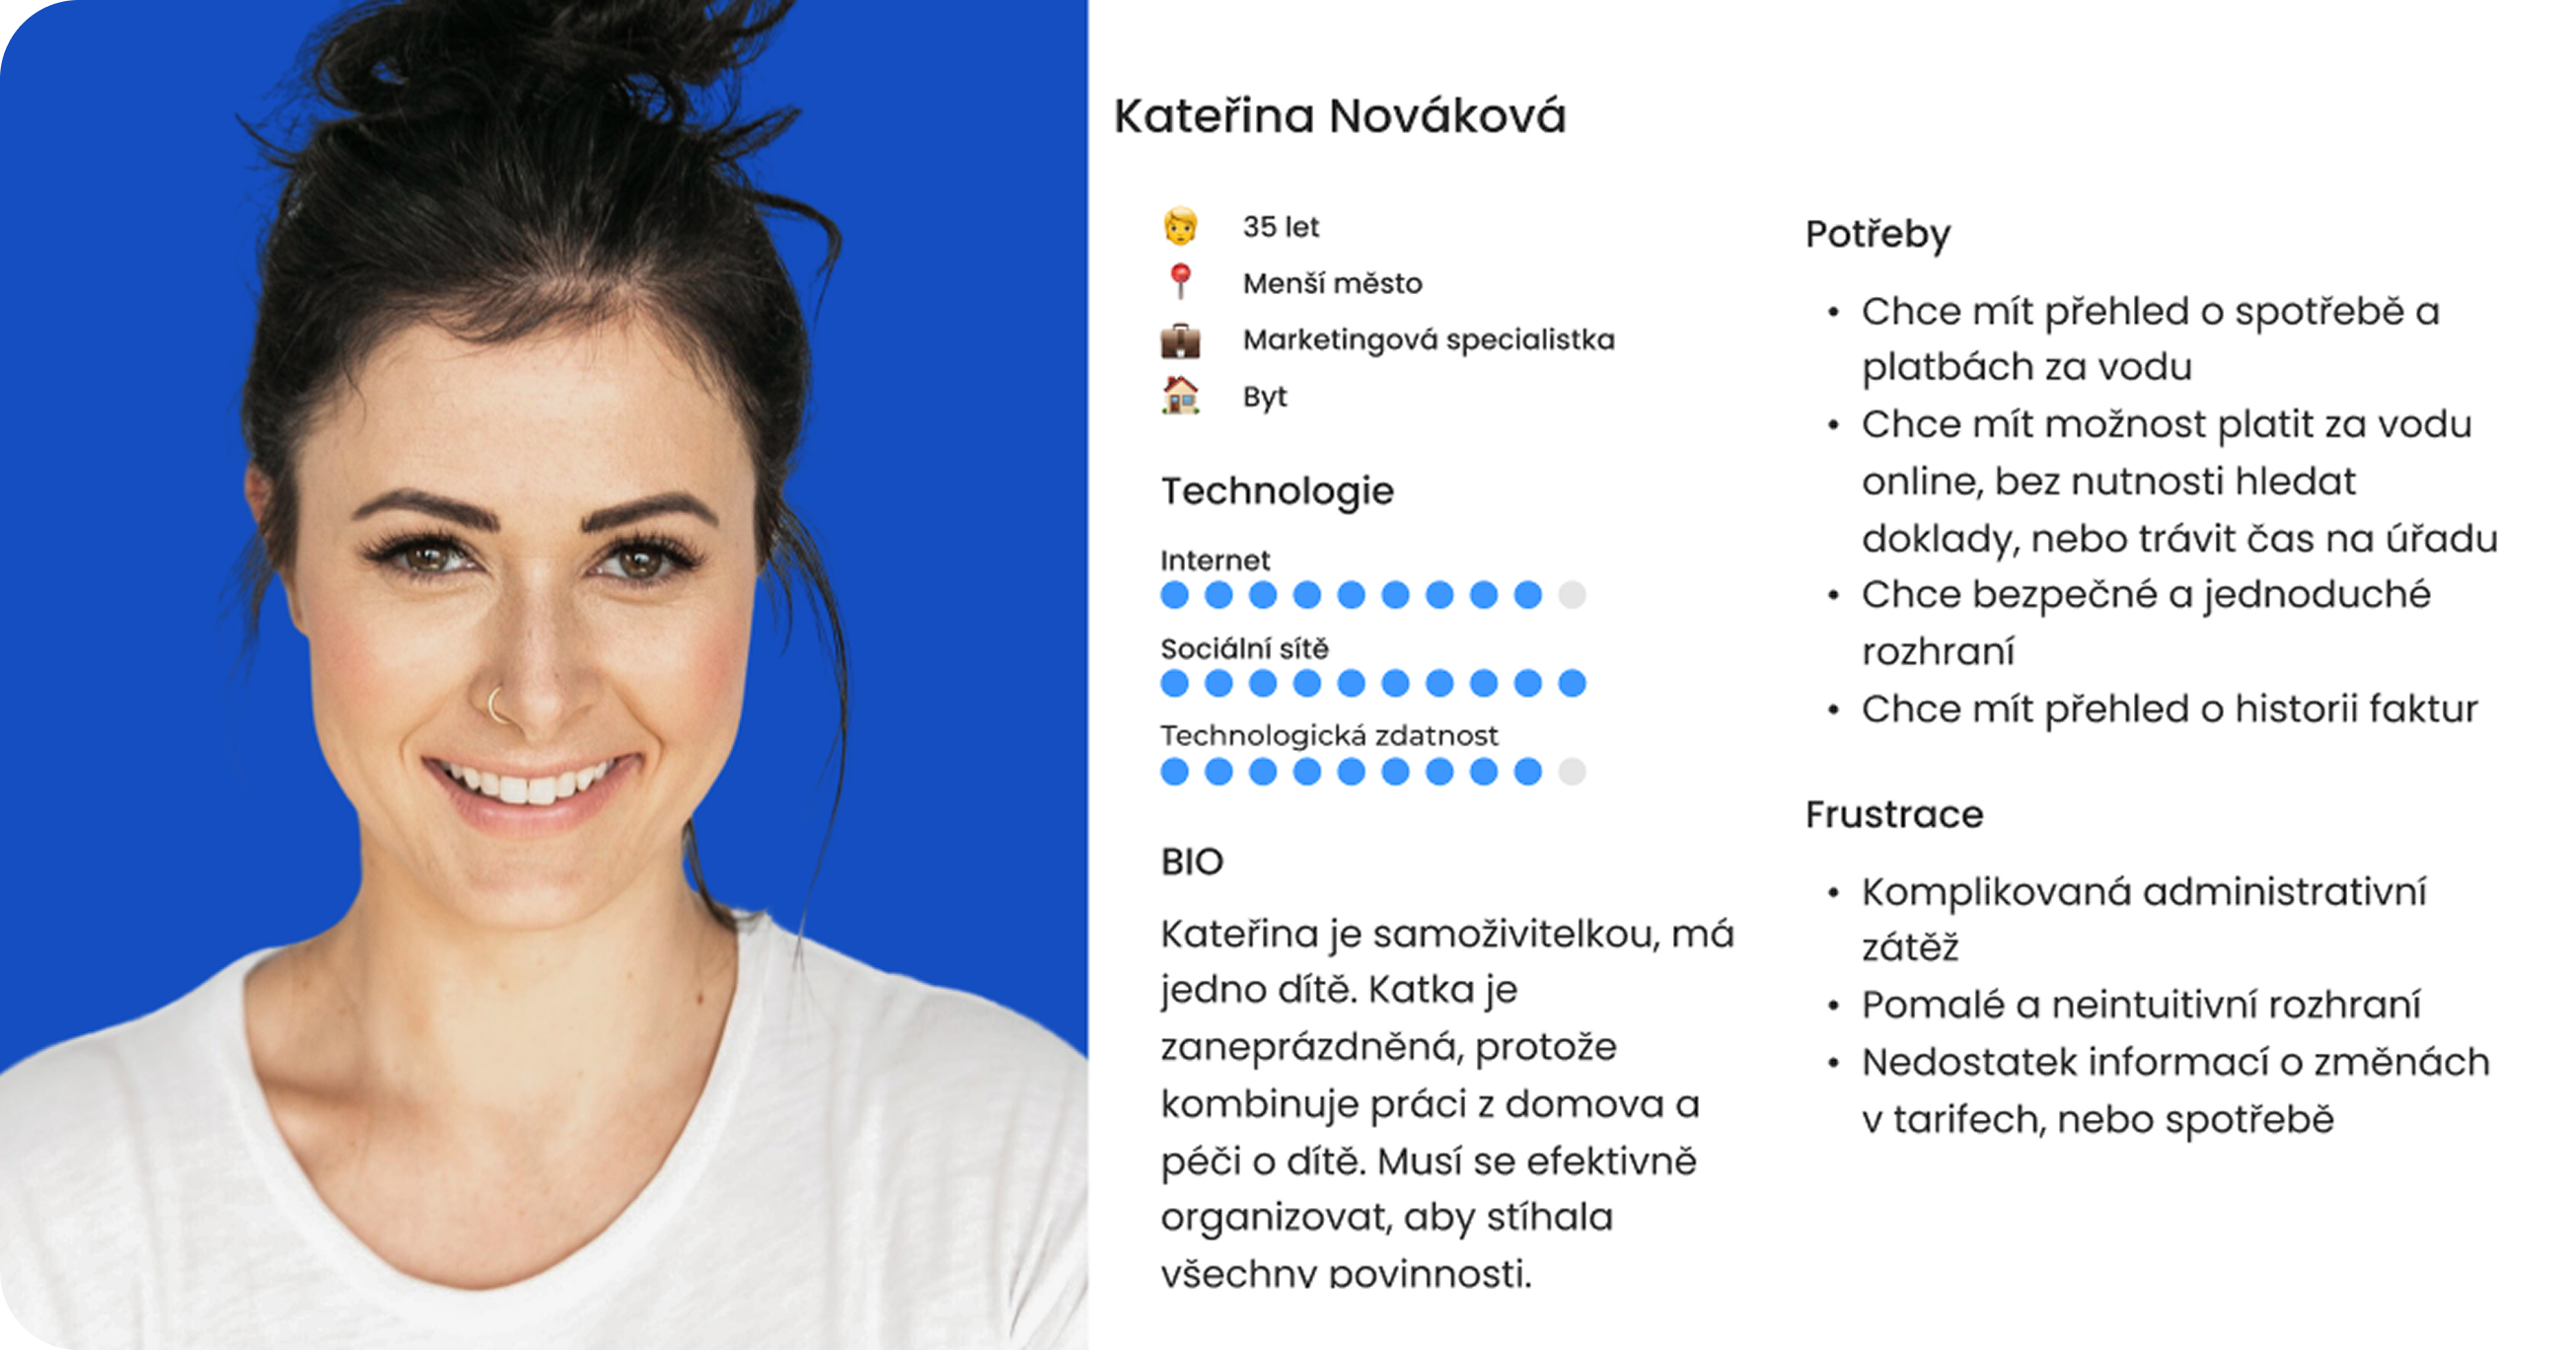 Kateřina Nováková
35 let
Menší město
Marketingová specialistka
Byt
Technologie
Internet
Sociální sítě
Technologická zdatnost
BIO
Kateřina je samoživitelkou, má
jedno dítě. Katka je
zaneprázdněná, protože
kombinuje práci z domova a
péči o dítě. Musí se efektivně
organizovat, aby stíhala
všechny povinnosti.
Potřeby
• Chce mít přehled o spotřebě a
platbách za vodu
• Chce mít možnost platit za vodu
online, bez nutnosti hledat
doklady, nebo trávit čas na úřadu
• Chce bezpečné a jednoduché
rozhraní
• Chce mít přehled o historii faktur
Frustrace
• Komplikovaná administrativní
zátěž
• Pomalé a neintuitivní rozhraní
• Nedostatek informací o změnách
v tarifech, nebo spotřebě